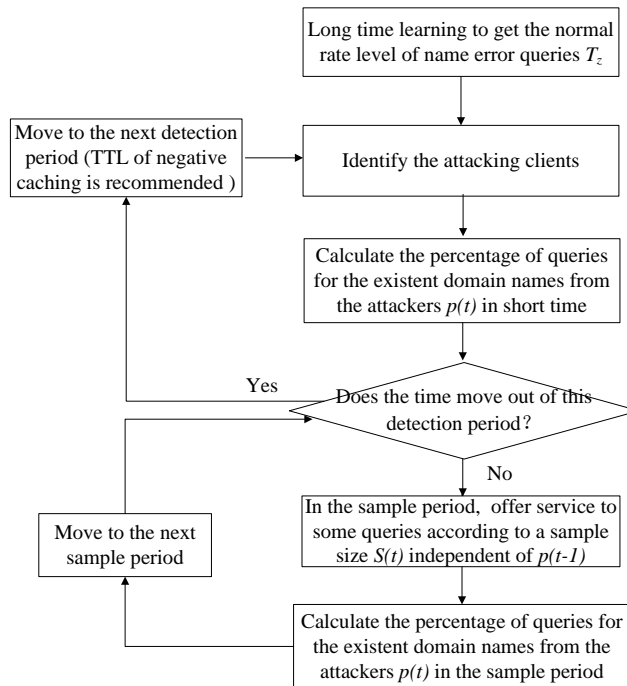 Long time learning to get the normal
rate level of name error queries T_z
Move to the next detection
period (TTL of negative
caching is recommended )
Identify the attacking clients
Calculate the percentage of queries
for the existent domain names from
the attackers p(t) in short time
Yes
Does the time move out of this
detection period？
No
In the sample period, offer service to
some queries according to a sample
size S(t) independent of p(t-1)
Move to the next
sample period
Calculate the percentage of queries for
the existent domain names from the
attackers p(t) in the sample period